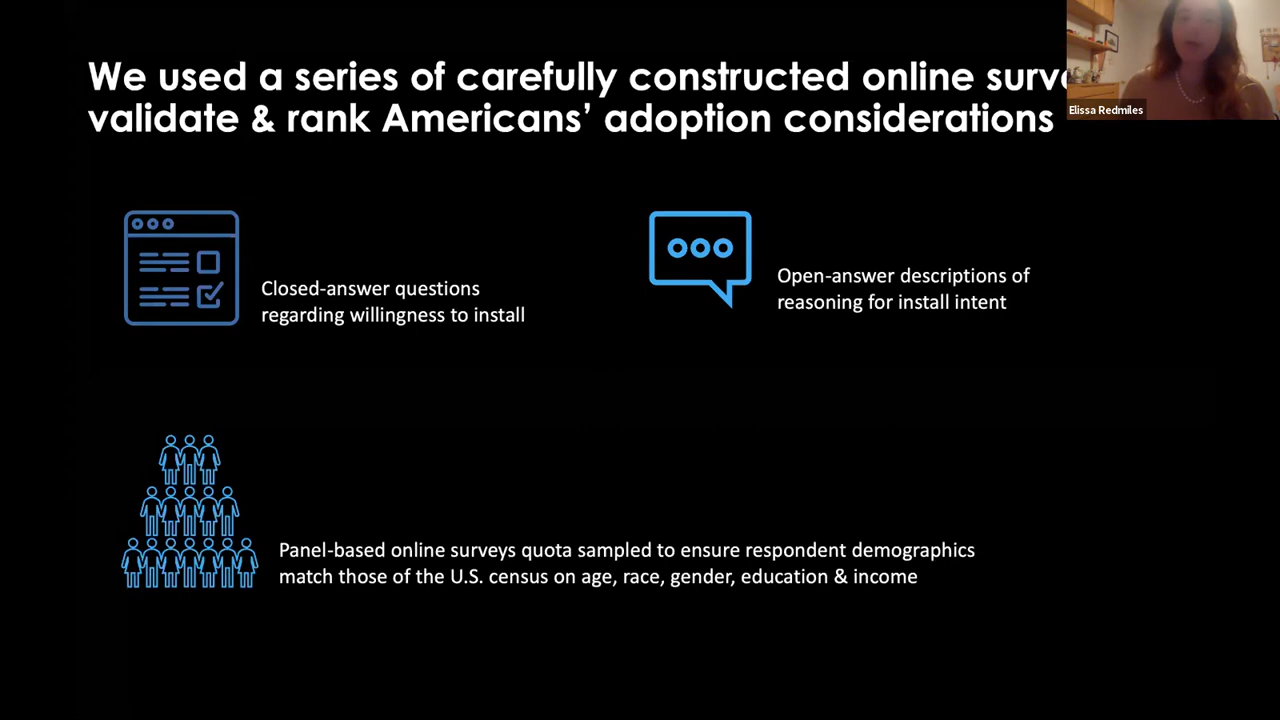 We used a series of carefully constructed online
validate & rank Americans’ adoption considerations
Elissa Redmiles
Closed-answer questions
regarding willingness to install
Open-answer descriptions of
reasoning for install intent
Panel-based online surveys quota sampled to ensure respondent demographics
match those of the U.S. census on age, race, gender, education & income